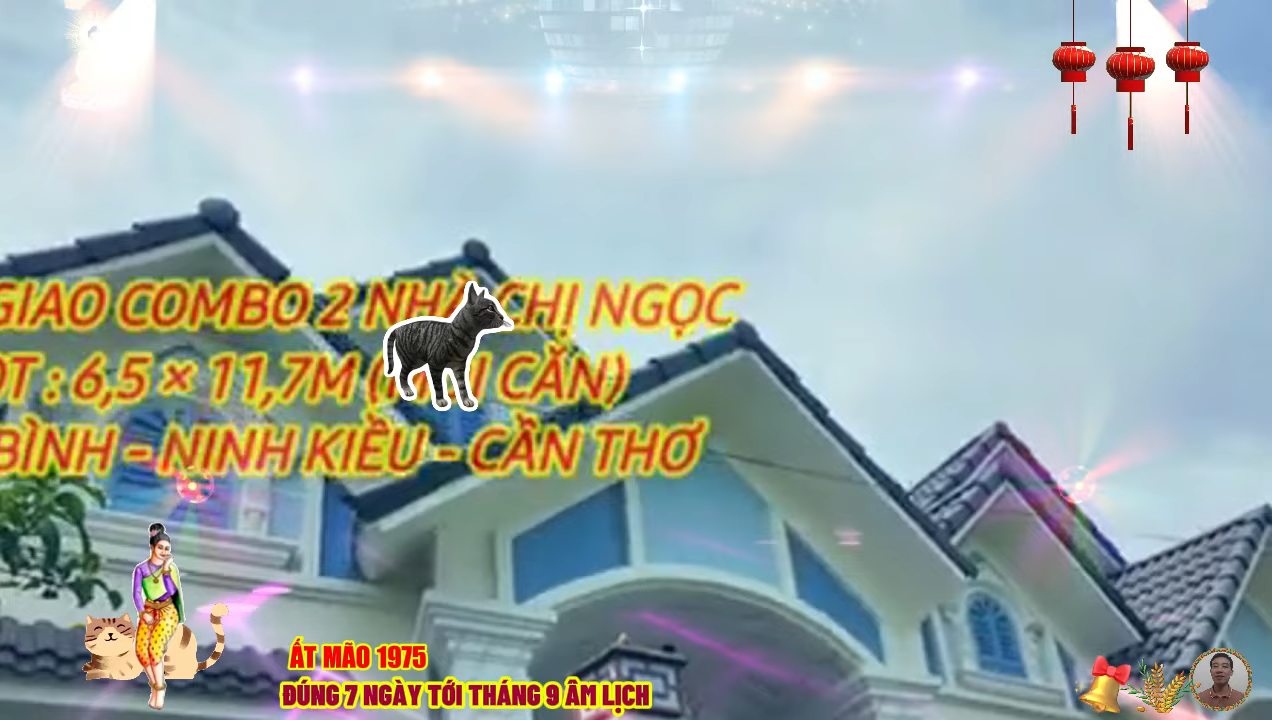 GIAO COMBO 2 NHÀ CHỊ NGỌC
: 6,5 × 11,7M ( CĂN)
BÌNH - NINH KIỀU - CẦN THƠ
ẤT MÃO 1975
ĐÚNG 7 NGÀY TỚI THÁNG 9 ÂM LỊCH